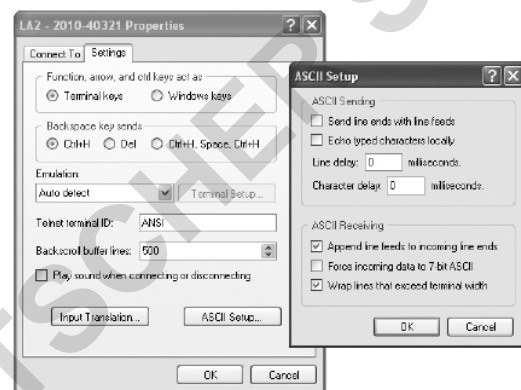 LA2 - 2010-40321 Properties
Connect To
Settings
Function, arrow, and ctrl keys act as
Terminal keys
Windows keys
Backspace key sends
Ctrl+H
Del
Ctrl+H, Space, Ctrl+H
Emulation:
Auto detect
Terminal Setup...
Telnet terminal ID:
ANSI
Backscroll buffer lines:
500
Play sound when connecting or disconnecting
Input Translation...
ASCII Setup...
OK
Cancel
ASCII Setup
ASCII Sending
Send line ends with line feeds
Echo typed characters locally
Line delay: 0 milliseconds.
Character delay: 0 milliseconds.
ASCII Receiving
Append line feeds to incoming line ends
Force incoming data to 7-bit ASCII
Wrap lines that exceed terminal width
OK
Cancel
TSCHER